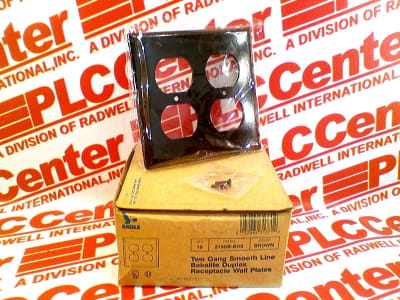 PLCCenter
A DIVISION OF RADWELL INTERNATIONAL, INC.
EAGLE
10 2150B-BOX BROWN
Two Gang Smooth Line
Bakelite Duplex
Receptacle Wall Plates